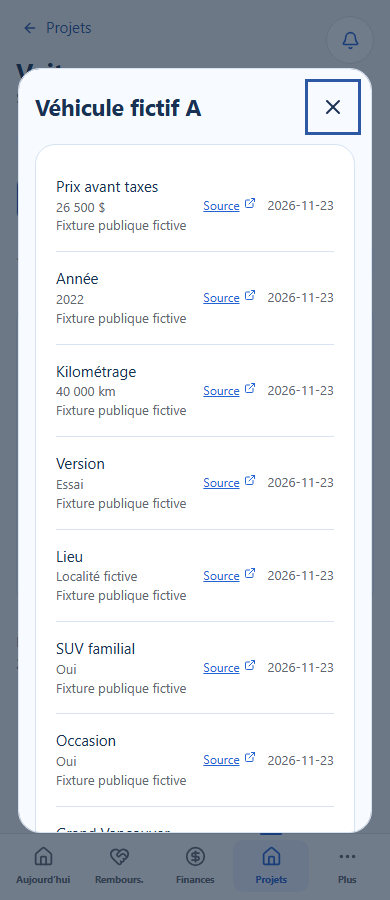 Projets
Véhicule fictif A
Prix avant taxes
26 500 $
Fixture publique fictive
Source
2026-11-23
Année
2022
Fixture publique fictive
Source
2026-11-23
Kilométrage
40 000 km
Fixture publique fictive
Source
2026-11-23
Version
Essai
Fixture publique fictive
Source
2026-11-23
Lieu
Localité fictive
Fixture publique fictive
Source
2026-11-23
SUV familial
Oui
Fixture publique fictive
Source
2026-11-23
Occasion
Oui
Fixture publique fictive
Source
2026-11-23
Grand Vancouver
Aujourd'hui
Rembours.
Finances
Projets
Plus